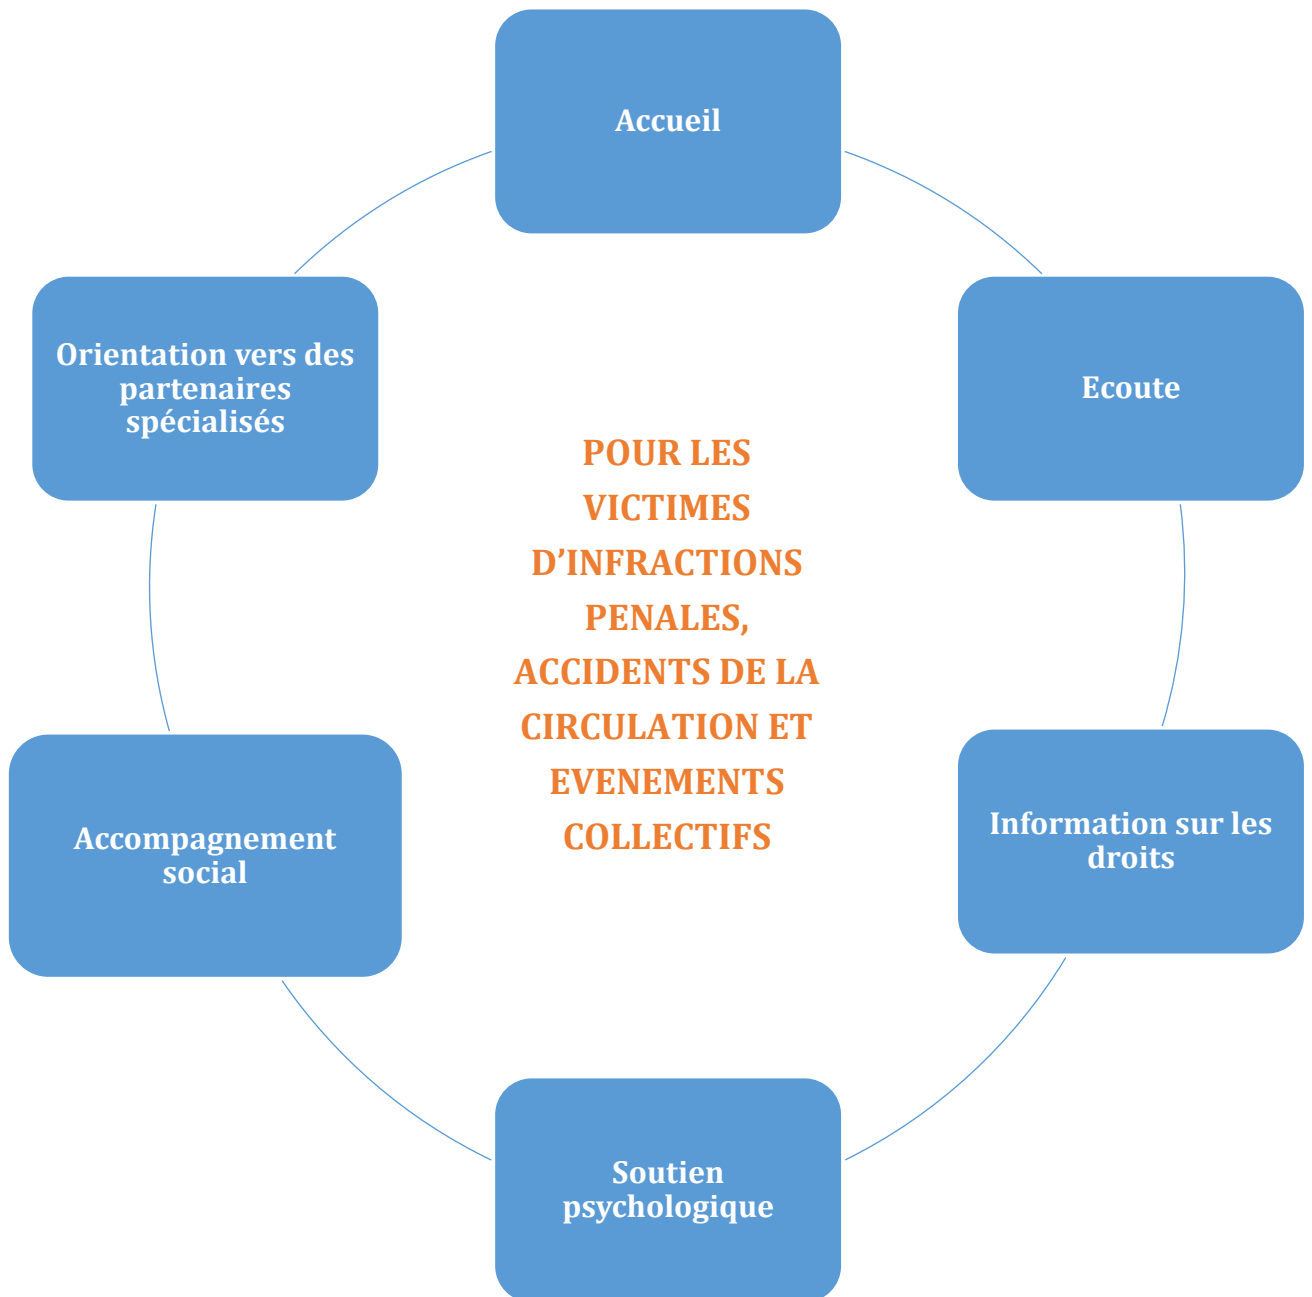 Accueil
Ecoute
Information sur les
droits
Soutien
psychologique
Accompagnement
social
Orientation vers des
partenaires
spécialisés
POUR LES
VICTIMES
D’INFRACTIONS
PENALES,
ACCIDENTS DE LA
CIRCULATION ET
EVENEMENTS
COLLECTIFS